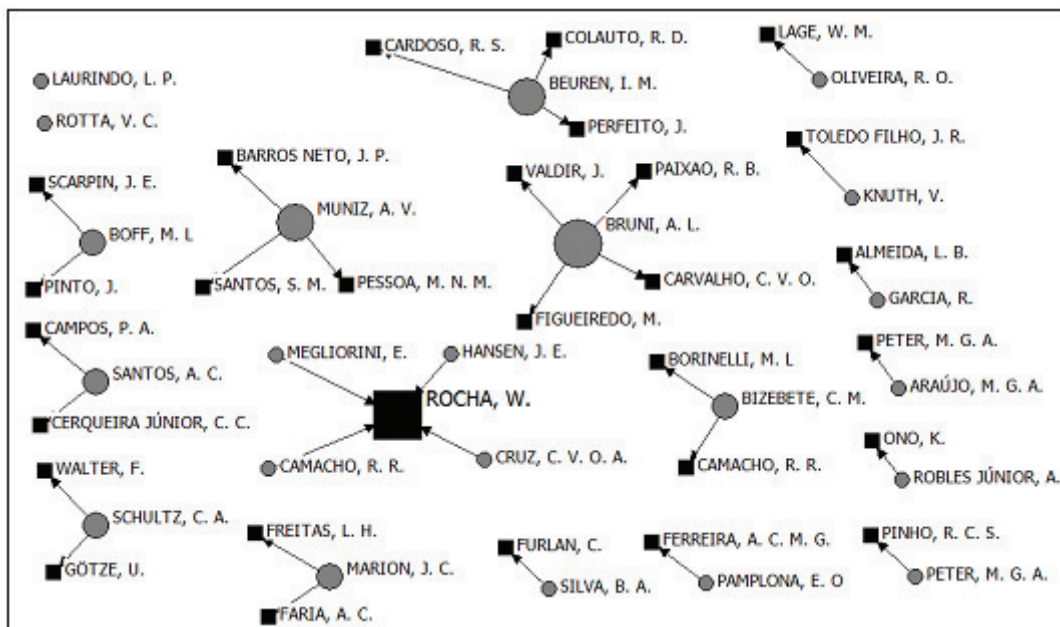 CARDOSO, R. S.
COLAUTO, R. D.
LAGE, W. M.
LAURINDO, L. P.
BEUREN, I. M.
OLIVEIRA, R. O.
ROTTA, V. C.
PERFEITO, J.
TOLEDO FILHO, J. R.
BARROS NETO, J. P.
VALDIR, J.
PAIXAO, R. B.
SCARPIN, J. E.
MUNIZ, A. V.
KNUTH, V.
BOFF, M. L
BRUNI, A. L.
ALMEIDA, L. B.
PINTO, J.
SANTOS, S. M.
PESSOA, M. N. M.
CARVALHO, C. V. O.
GARCIA, R.
CAMPOS, P. A.
FIGUEIREDO, M.
MEGLIORINI, E.
HANSEN, J. E.
BORINELLI, M. L
PETER, M. G. A.
SANTOS, A. C.
ROCHA, W.
BIZEBETE, C. M.
ARAÚJO, M. G. A.
CERQUEIRA JÚNIOR, C. C.
ONO, K.
WALTER, F.
CAMACHO, R. R.
CRUZ, C. V. O. A.
CAMACHO, R. R.
ROBLES JÚNIOR, A.
SCHULTZ, C. A.
FREITAS, L. H.
FURLAN, C.
FERREIRA, A. C. M. G.
PINHO, R. C. S.
GÖTZE, U.
MARION, J. C.
SILVA, B. A.
PAMPLONA, E. O
PETER, M. G. A.
FARIA, A. C.